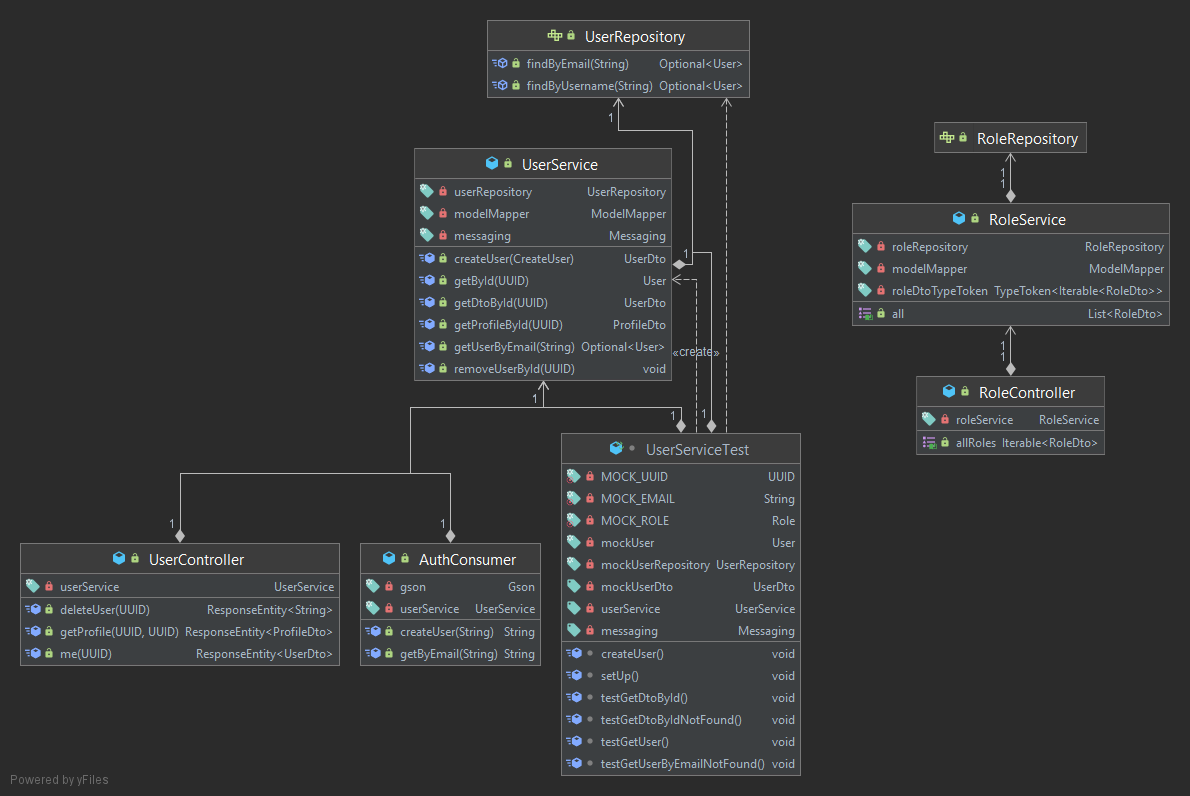 UserRepository
findByEmail(String) Optional<User>
findByUsername(String) Optional<User>
1
UserService
userRepository UserRepository
modelMapper ModelMapper
messaging Messaging
createUser(CreateUser) UserDto
getById(UUID) User
getDtoById(UUID) UserDto
getProfileById(UUID) ProfileDto
getUserByEmail(String) Optional<User>
removeUserById(UUID) void
1
«create»
1
1
1
UserServiceTest
MOCK_UUID UUID
MOCK_EMAIL String
MOCK_ROLE Role
mockUser User
mockUserRepository UserRepository
mockUserDto UserDto
userService UserService
messaging Messaging
createUser() void
setUp() void
testGetDtoById() void
testGetDtoByIdNotFound() void
testGetUser() void
testGetUserByEmailNotFound() void
1
UserController
userService UserService
deleteUser(UUID) ResponseEntity<String>
getProfile(UUID, UUID) ResponseEntity<ProfileDto>
me(UUID) ResponseEntity<UserDto>
1
AuthConsumer
gson Gson
userService UserService
createUser(String) String
getByEmail(String) String
RoleRepository
1
1
RoleService
roleRepository RoleRepository
modelMapper ModelMapper
roleDtoTypeToken TypeToken<Iterable<RoleDto>>
all List<RoleDto>
1
1
RoleController
roleService RoleService
allRoles Iterable<RoleDto>
Powered by yFiles